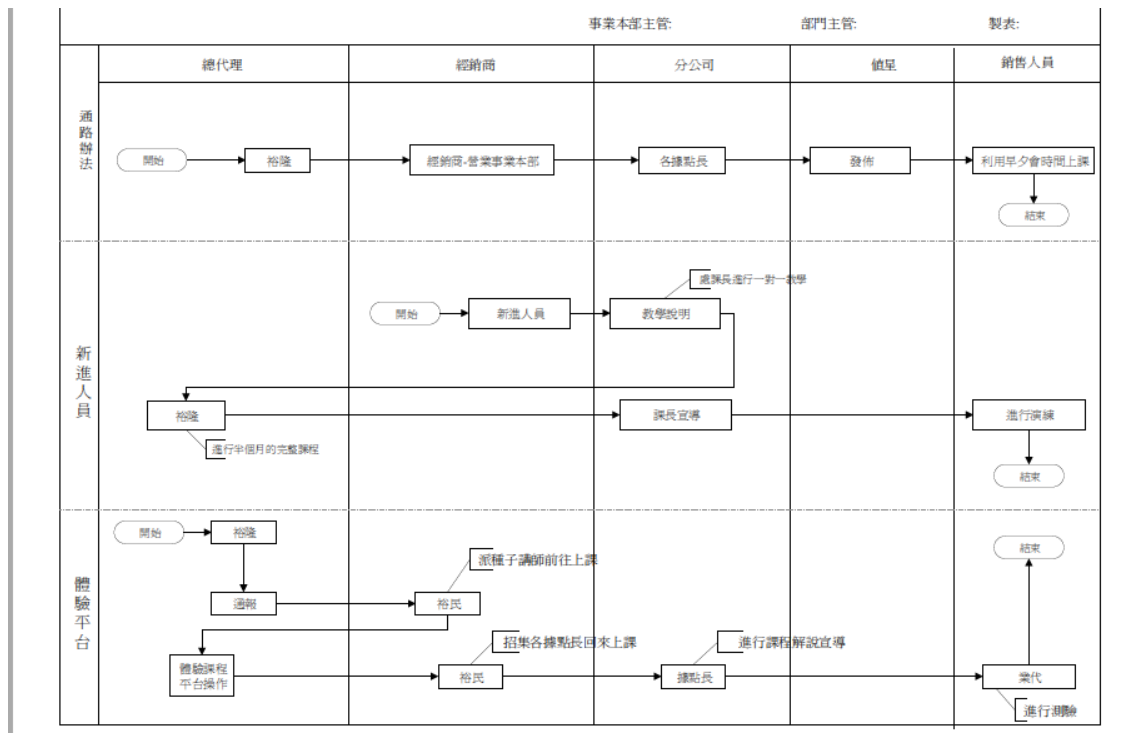 事業本部主管: 部門主管: 製表:
總代理 經銷商 分公司 值星 銷售人員
通路辦法
開始 裕隆 經銷商-營業事業本部 各據點長 發佈 利用早夕會時間上課
結束
新進人員
處課長進行一對一教學
開始 新進人員 教學說明
裕隆 課長宣導 進行演練
進行半個月的完整課程
結束
體驗平台
開始 裕隆
結束
派種子講師前往上課
通報 裕民
招集各據點長回來上課 進行課程解說宣導
體驗課程
平台操作
裕民 據點長 業代
進行測驗